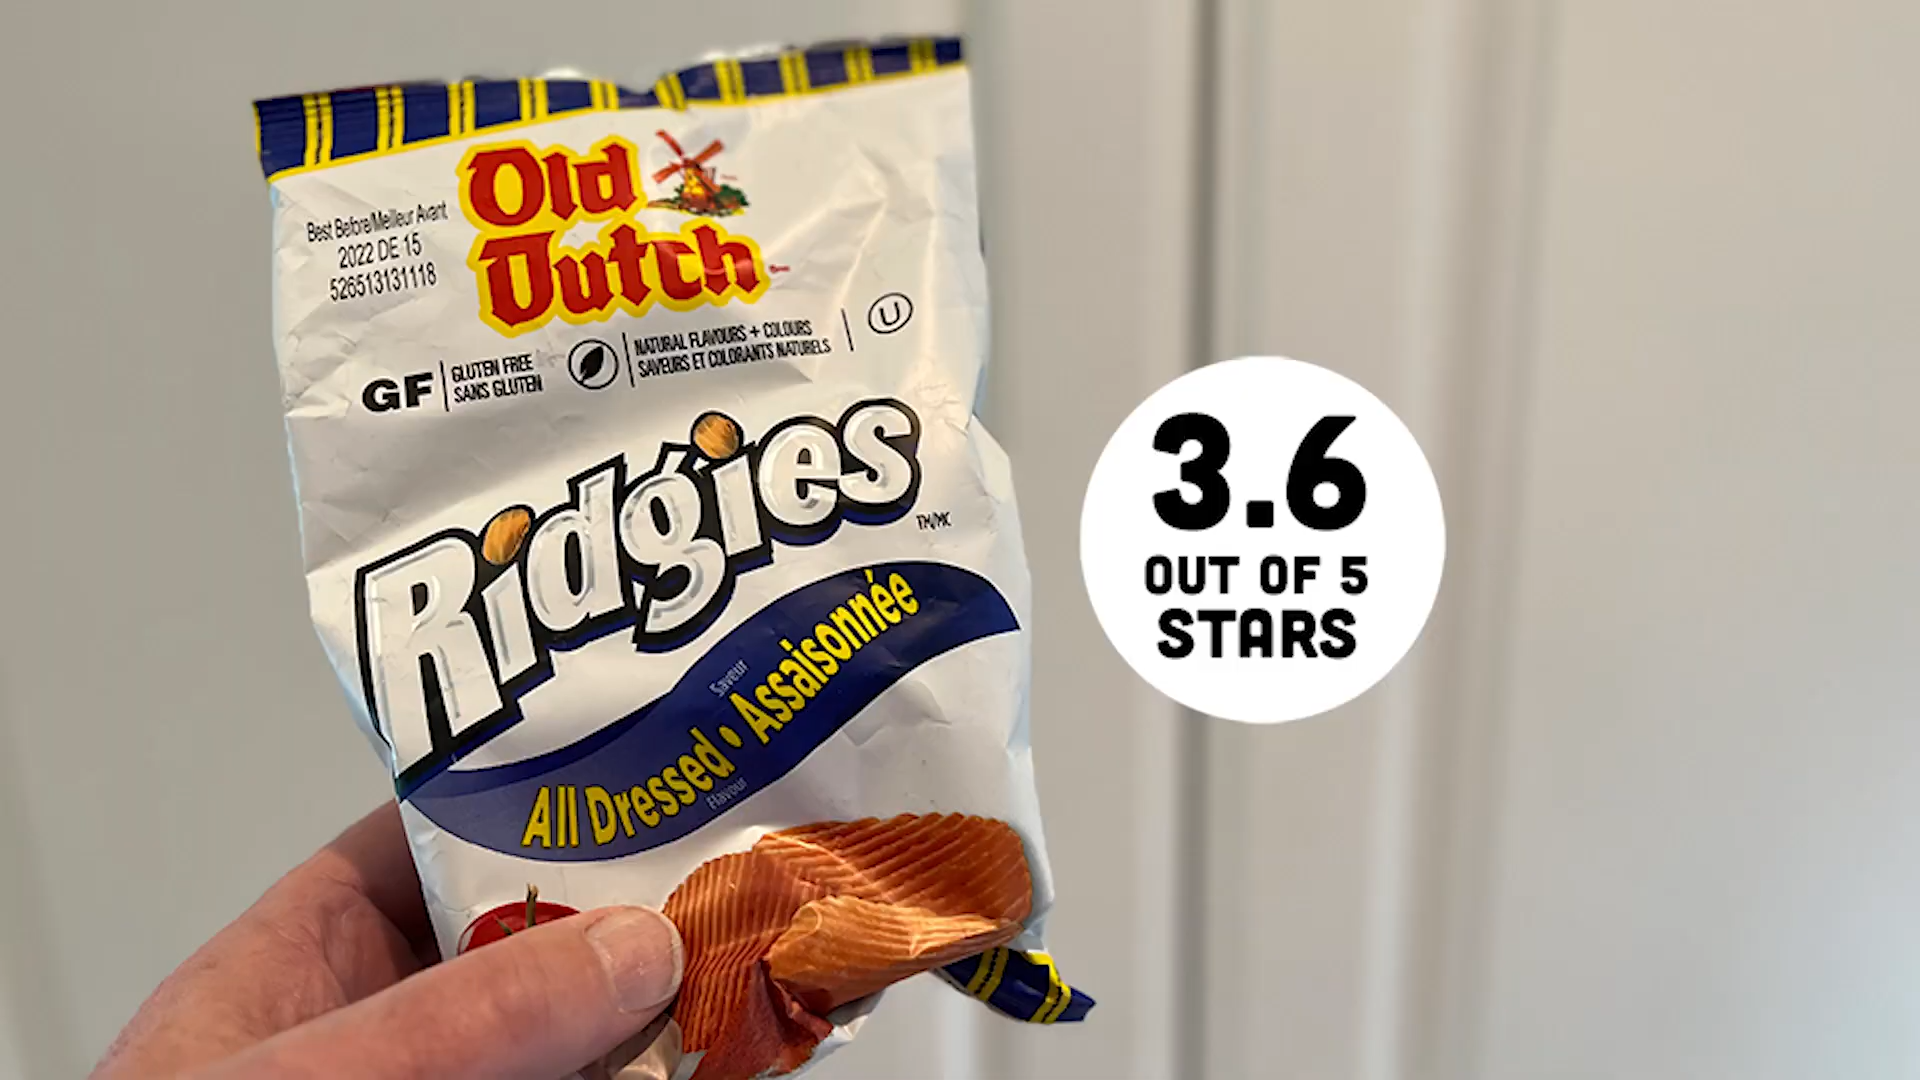 Old
Dutch
Best Before/Meilleur Avant
2022 DE 15
526513131118
GF
GLUTEN FREE
SANS GLUTEN
NATURAL FLAVOURS + COLOURS
SAVEURS ET COLORANTS NATURELS
U
Ridgies
TM/MC
Saveur
All Dressed • Assaisonnée
Flavour
3.6
OUT OF 5
STARS